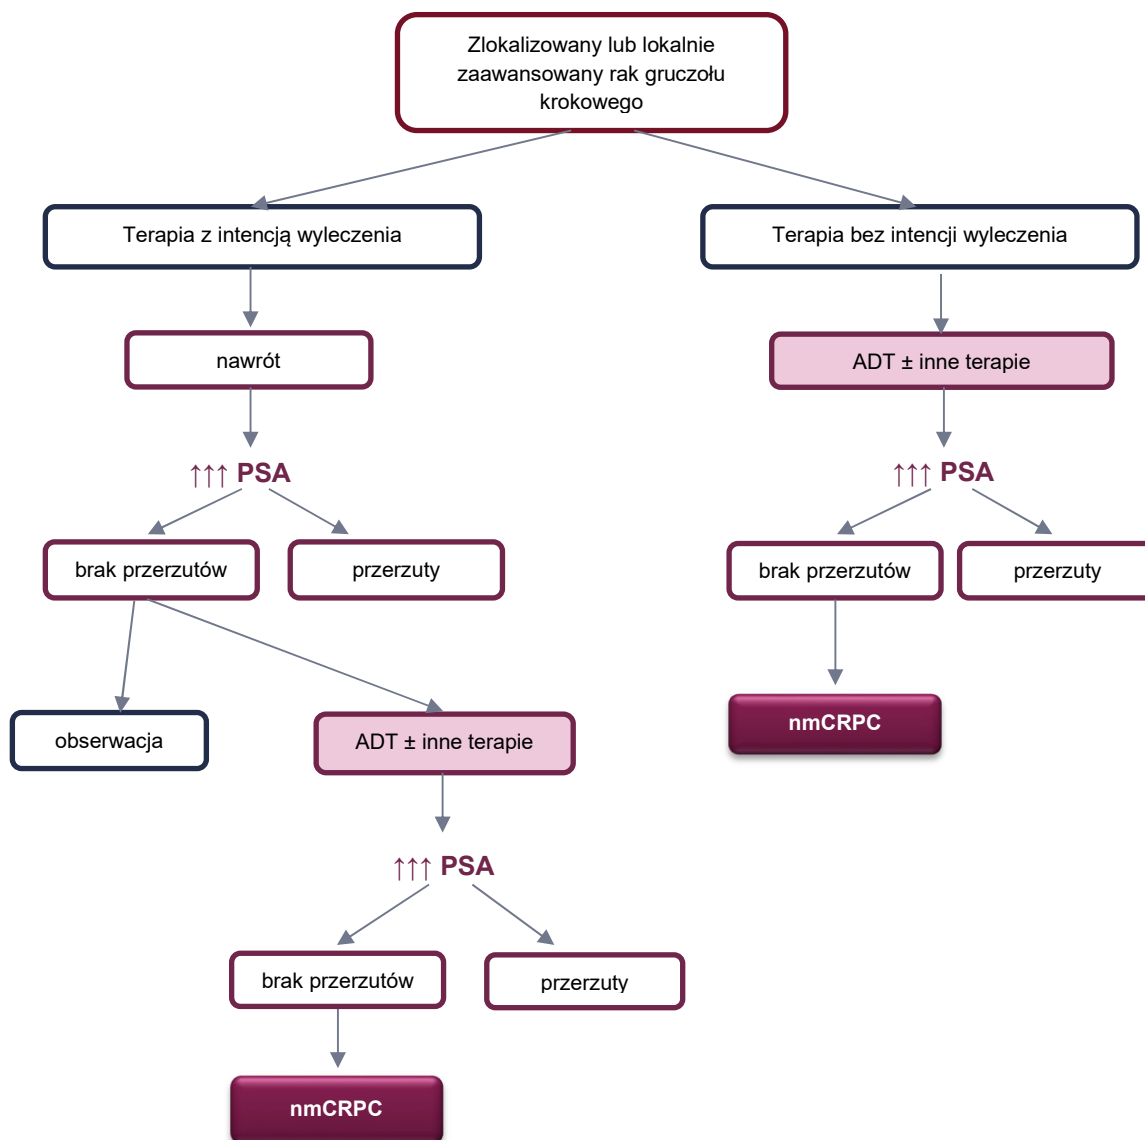 Zlokalizowany lub lokalnie
zaawansowany rak gruczołu
krokowego
Terapia z intencją wyleczenia
Terapia bez intencji wyleczenia
nawrót
ADT ± inne terapie
↑↑↑ PSA
↑↑↑ PSA
brak przerzutów
przerzuty
brak przerzutów
przerzuty
obserwacja
ADT ± inne terapie
nmCRPC
↑↑↑ PSA
brak przerzutów
przerzuty
nmCRPC